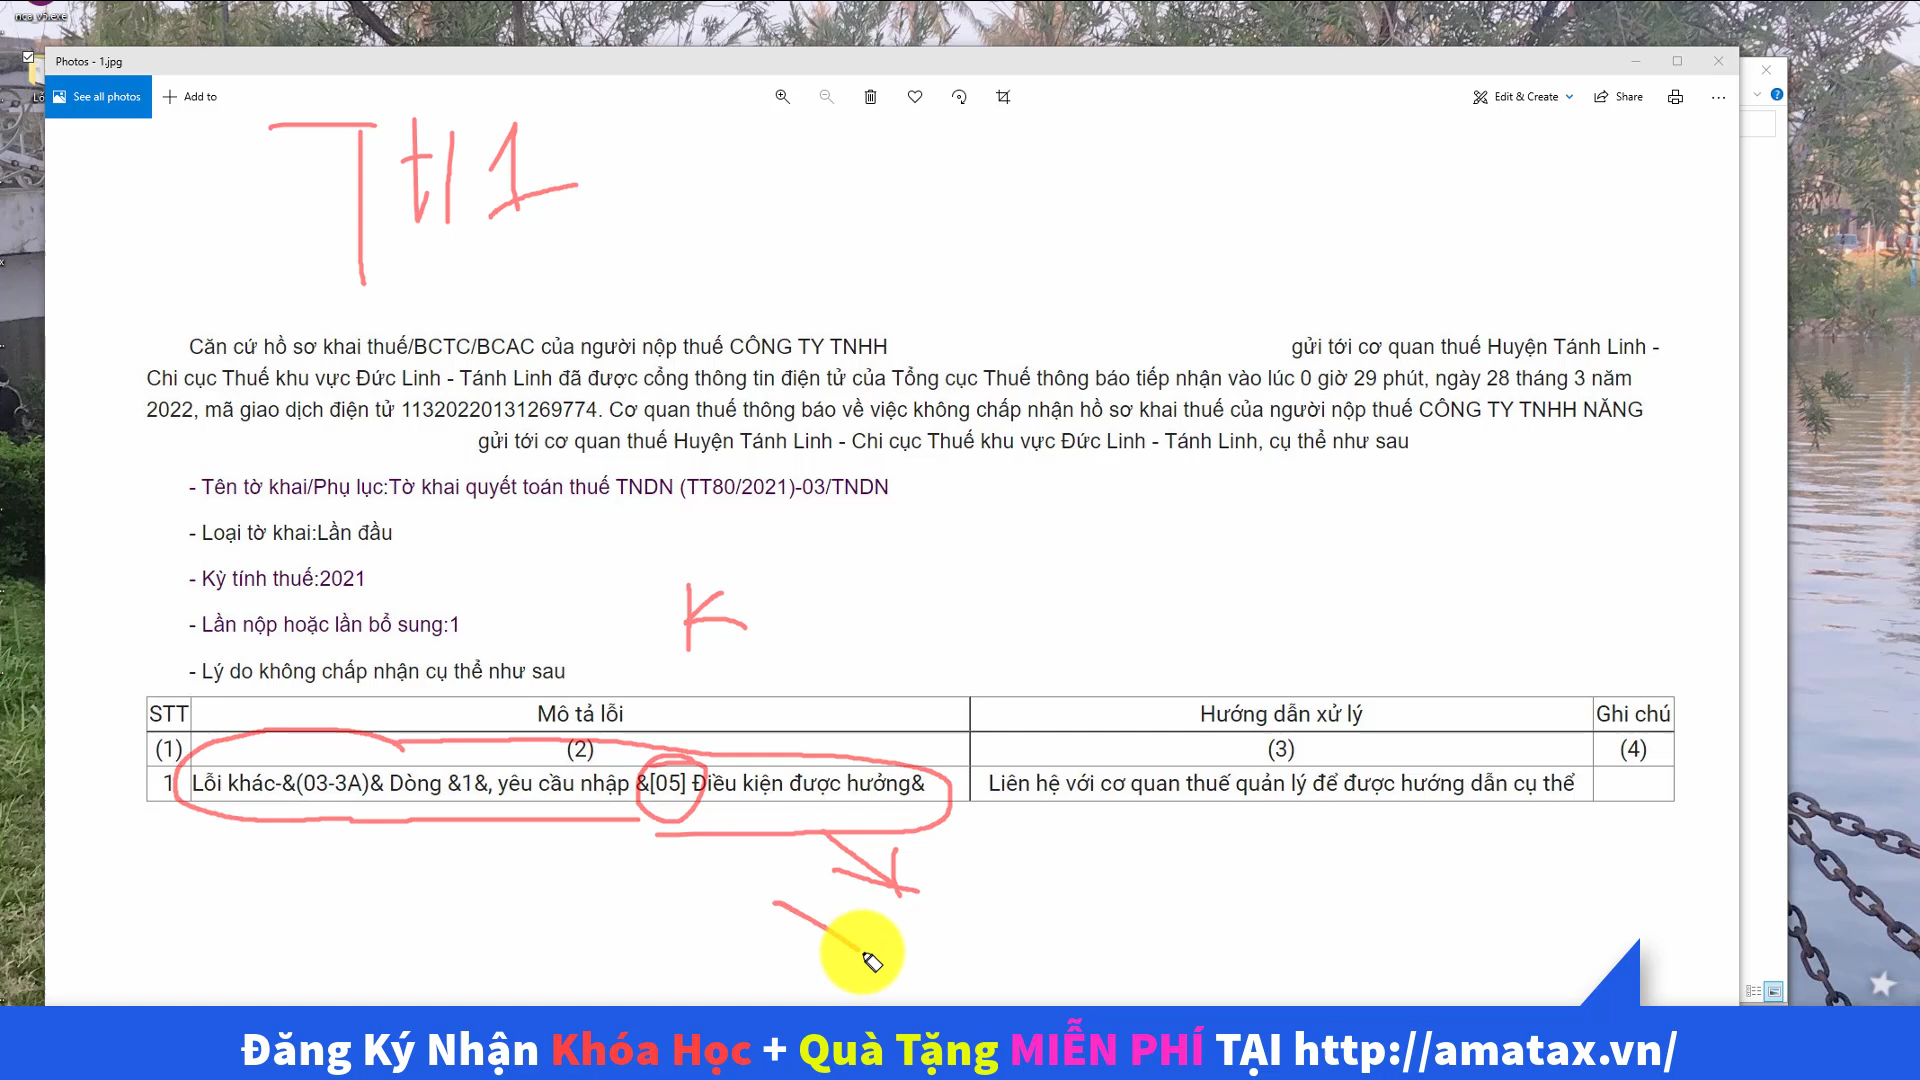 nca_v5.exe
Photos - 1.jpg
See all photos
Add to
Edit & Create
Share
Căn cứ hồ sơ khai thuế/BCTC/BCAC của người nộp thuế CÔNG TY TNHH gửi tới cơ quan thuế Huyện Tánh Linh -
Chi cục Thuế khu vực Đức Linh - Tánh Linh đã được cổng thông tin điện tử của Tổng cục Thuế thông báo tiếp nhận vào lúc 0 giờ 29 phút, ngày 28 tháng 3 năm
2022, mã giao dịch điện tử 11320220131269774. Cơ quan thuế thông báo về việc không chấp nhận hồ sơ khai thuế của người nộp thuế CÔNG TY TNHH NĂNG
gửi tới cơ quan thuế Huyện Tánh Linh - Chi cục Thuế khu vực Đức Linh - Tánh Linh, cụ thể như sau
- Tên tờ khai/Phụ lục:Tờ khai quyết toán thuế TNDN (TT80/2021)-03/TNDN
- Loại tờ khai:Lần đầu
- Kỳ tính thuế:2021
- Lần nộp hoặc lần bổ sung:1
K
- Lý do không chấp nhận cụ thể như sau
STT Mô tả lỗi Hướng dẫn xử lý Ghi chú
(1) (2) (3) (4)
1 Lỗi khác-&(03-3A)& Dòng &1&, yêu cầu nhập &[05] Điều kiện được hưởng& Liên hệ với cơ quan thuế quản lý để được hướng dẫn cụ thể
Đăng Ký Nhận Khóa Học + Quà Tặng MIỄN PHÍ TẠI http://amatax.vn/